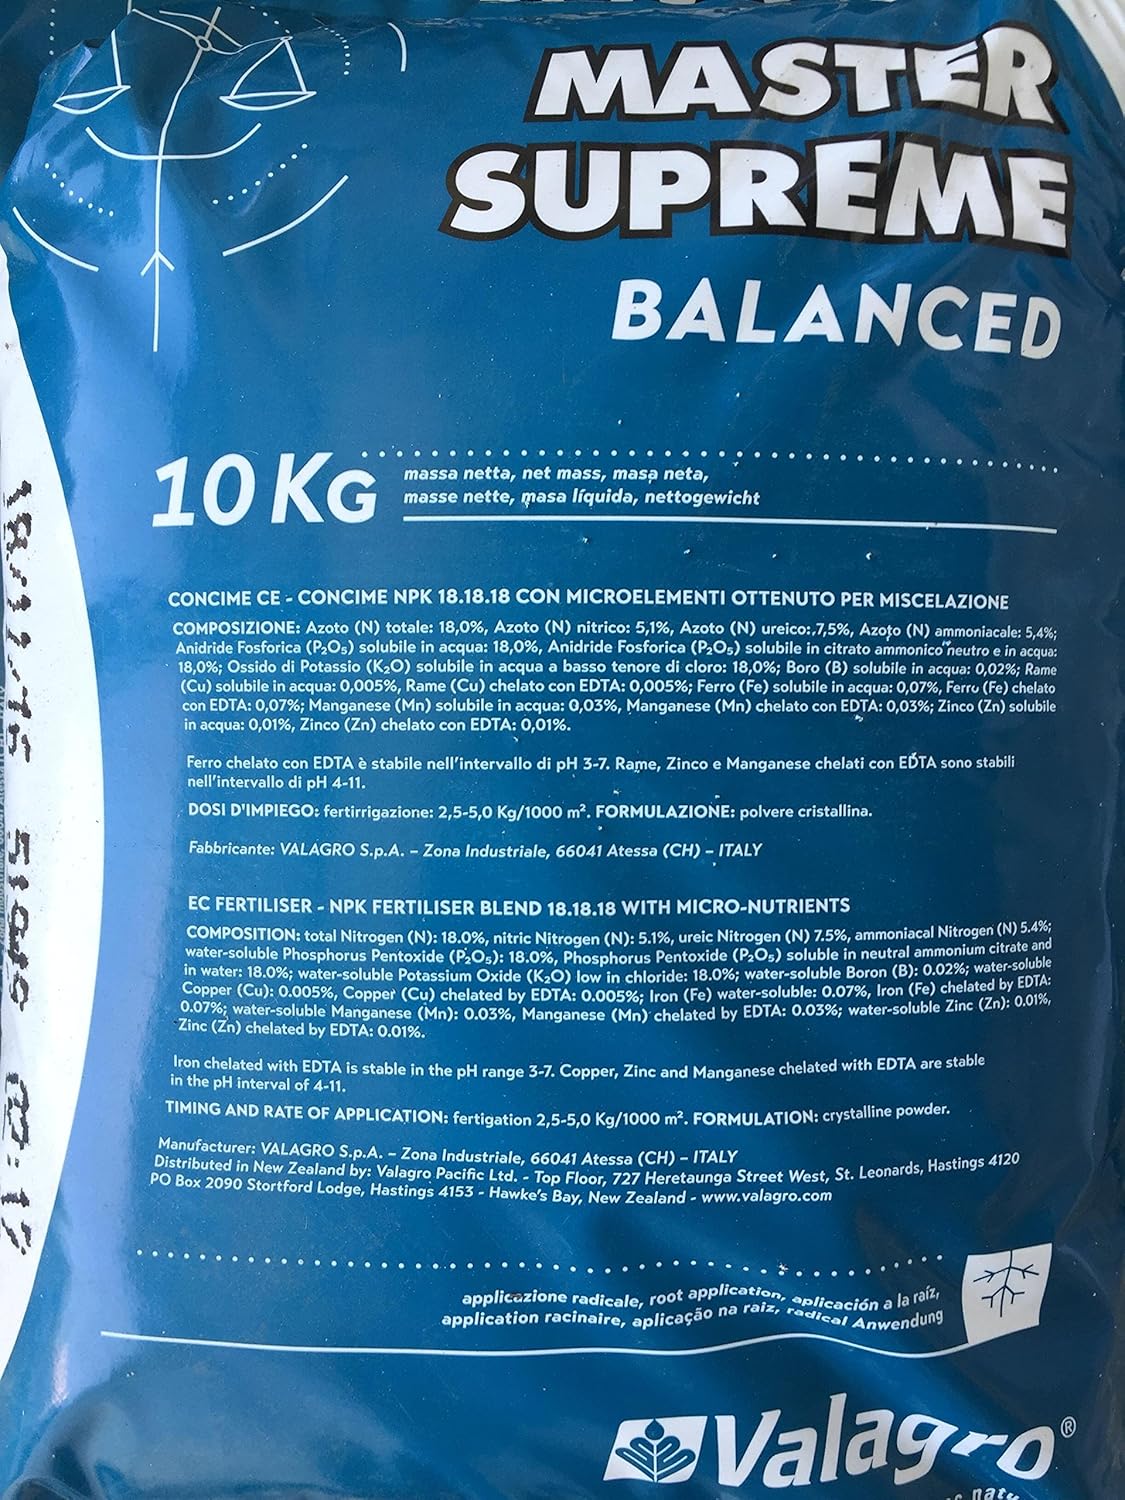 MASTER
SUPREME
BALANCED
10 KG
massa netta, net mass, masa neta,
masse nette, masa líquida, nettogewicht
CONCIME CE - CONCIME NPK 18.18.18 CON MICROELEMENTI OTTENUTO PER MISCELAZIONE
COMPOSIZIONE: Azoto (N) totale: 18,0%, Azoto (N) nitrico: 5,1%, Azoto (N) ureico: 7,5%, Azoto (N) ammoniacale: 5,4%;
Anidride Fosforica (P₂O₅) solubile in acqua: 18,0%, Anidride Fosforica (P₂O₅) solubile in citrato ammonico neutro e in acqua:
18,0%; Ossido di Potassio (K₂O) solubile in acqua a basso tenore di cloro: 18,0%; Boro (B) solubile in acqua: 0,02%; Rame
(Cu) solubile in acqua: 0,005%, Rame (Cu) chelato con EDTA: 0,005%; Ferro (Fe) solubile in acqua: 0,07%, Ferro (Fe) chelato
con EDTA: 0,07%; Manganese (Mn) solubile in acqua: 0,03%, Manganese (Mn) chelato con EDTA: 0,03%; Zinco (Zn) solubile
in acqua: 0,01%, Zinco (Zn) chelato con EDTA: 0,01%.
Ferro chelato con EDTA è stabile nell'intervallo di pH 3-7. Rame, Zinco e Manganese chelati con EDTA sono stabili
nell'intervallo di pH 4-11.
DOSI D'IMPIEGO: fertirrigazione: 2,5-5,0 Kg/1000 m². FORMULAZIONE: polvere cristallina.
Fabbricante: VALAGRO S.p.A. – Zona Industriale, 66041 Atessa (CH) – ITALY
EC FERTILISER - NPK FERTILISER BLEND 18.18.18 WITH MICRO-NUTRIENTS
COMPOSITION: total Nitrogen (N): 18.0%, nitric Nitrogen (N): 5.1%, ureic Nitrogen (N) 7.5%, ammoniacal Nitrogen (N) 5.4%;
water-soluble Phosphorus Pentoxide (P₂O₅): 18.0%, Phosphorus Pentoxide (P₂O₅) soluble in neutral ammonium citrate and
in water: 18.0%; water-soluble Potassium Oxide (K₂O) low in chloride: 18.0%; water-soluble Boron (B): 0.02%; water-soluble
Copper (Cu): 0.005%, Copper (Cu) chelated by EDTA: 0.005%; Iron (Fe) water-soluble: 0.07%, Iron (Fe) chelated by EDTA:
0.07%; water-soluble Manganese (Mn): 0.03%, Manganese (Mn) chelated by EDTA: 0.03%; water-soluble Zinc (Zn): 0.01%,
Zinc (Zn) chelated by EDTA: 0.01%.
Iron chelated with EDTA is stable in the pH range 3-7. Copper, Zinc and Manganese chelated with EDTA are stable
in the pH interval of 4-11.
TIMING AND RATE OF APPLICATION: fertigation 2,5-5,0 Kg/1000 m². FORMULATION: crystalline powder.
Manufacturer: VALAGRO S.p.A. – Zona Industriale, 66041 Atessa (CH) – ITALY
Distributed in New Zealand by: Valagro Pacific Ltd. - Top Floor, 727 Heretaunga Street West, St. Leonards, Hastings 4120
PO Box 2090 Stortford Lodge, Hastings 4153 - Hawke's Bay, New Zealand - www.valagro.com
applicazione radicale, root application, aplicación a la raíz,
application racinaire, aplicação na raiz, radical Anwendung
Valagro®